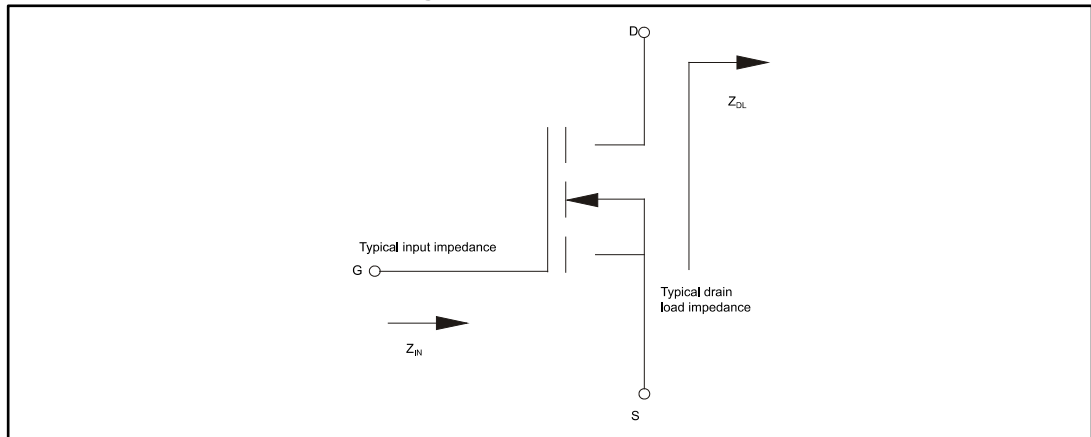 D
Z_DL
Typical input impedance
G
Typical drain
load impedance
Z_IN
S